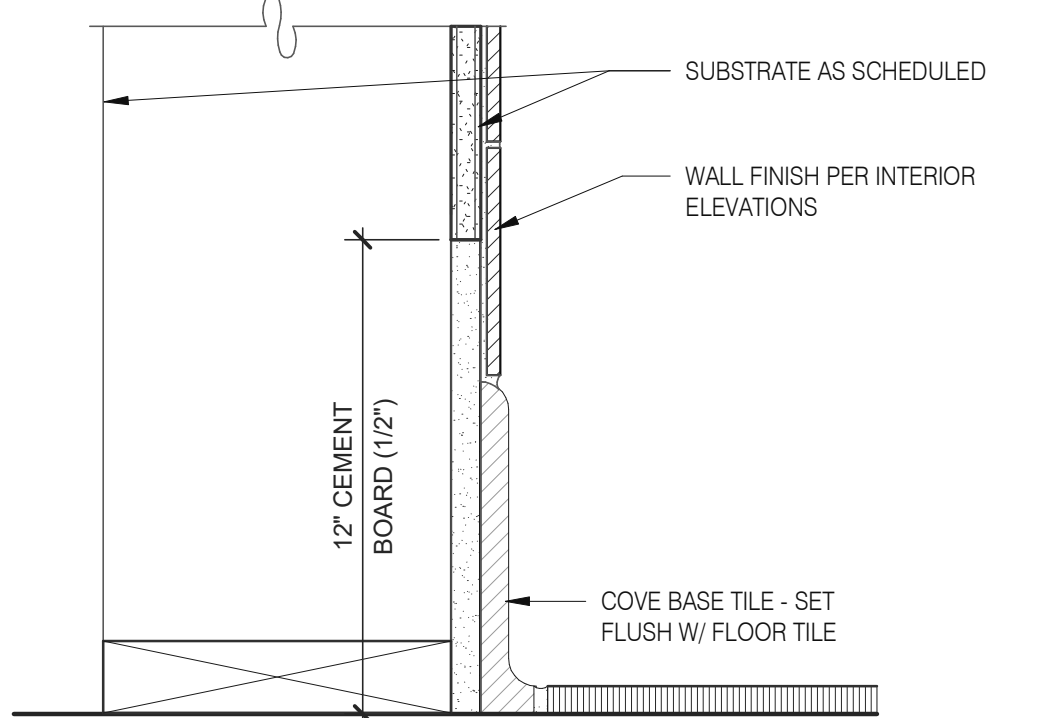 SUBSTRATE AS SCHEDULED
WALL FINISH PER INTERIOR
ELEVATIONS
12" CEMENT
BOARD (1/2")
COVE BASE TILE - SET
FLUSH W/ FLOOR TILE